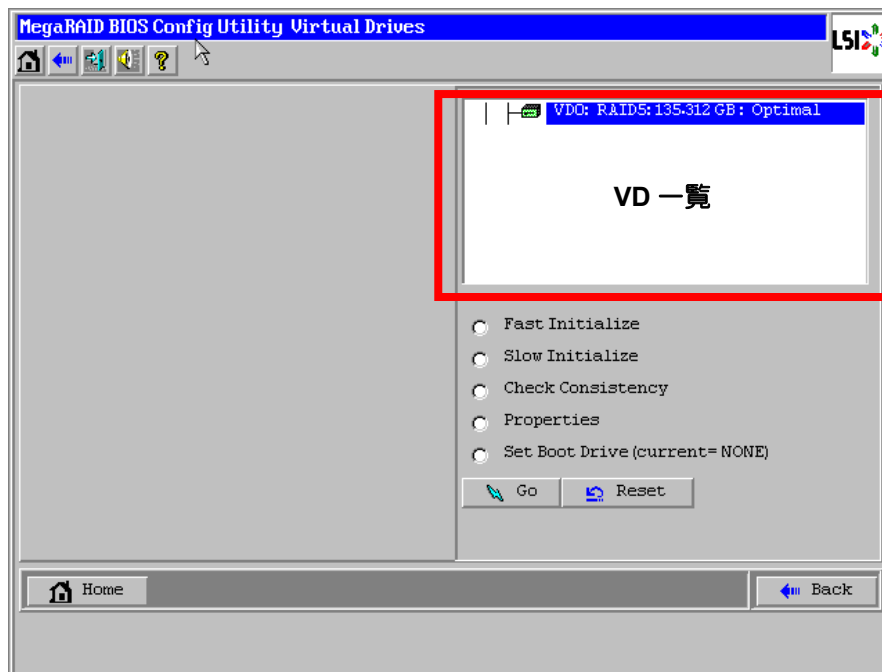 MegaRAID BIOS Config Utility Virtual Drives
LSI
VD0: RAID5: 135.312 GB: Optimal
VD 一覧
Fast Initialize
Slow Initialize
Check Consistency
Properties
Set Boot Drive (current= NONE)
Go
Reset
Home
Back